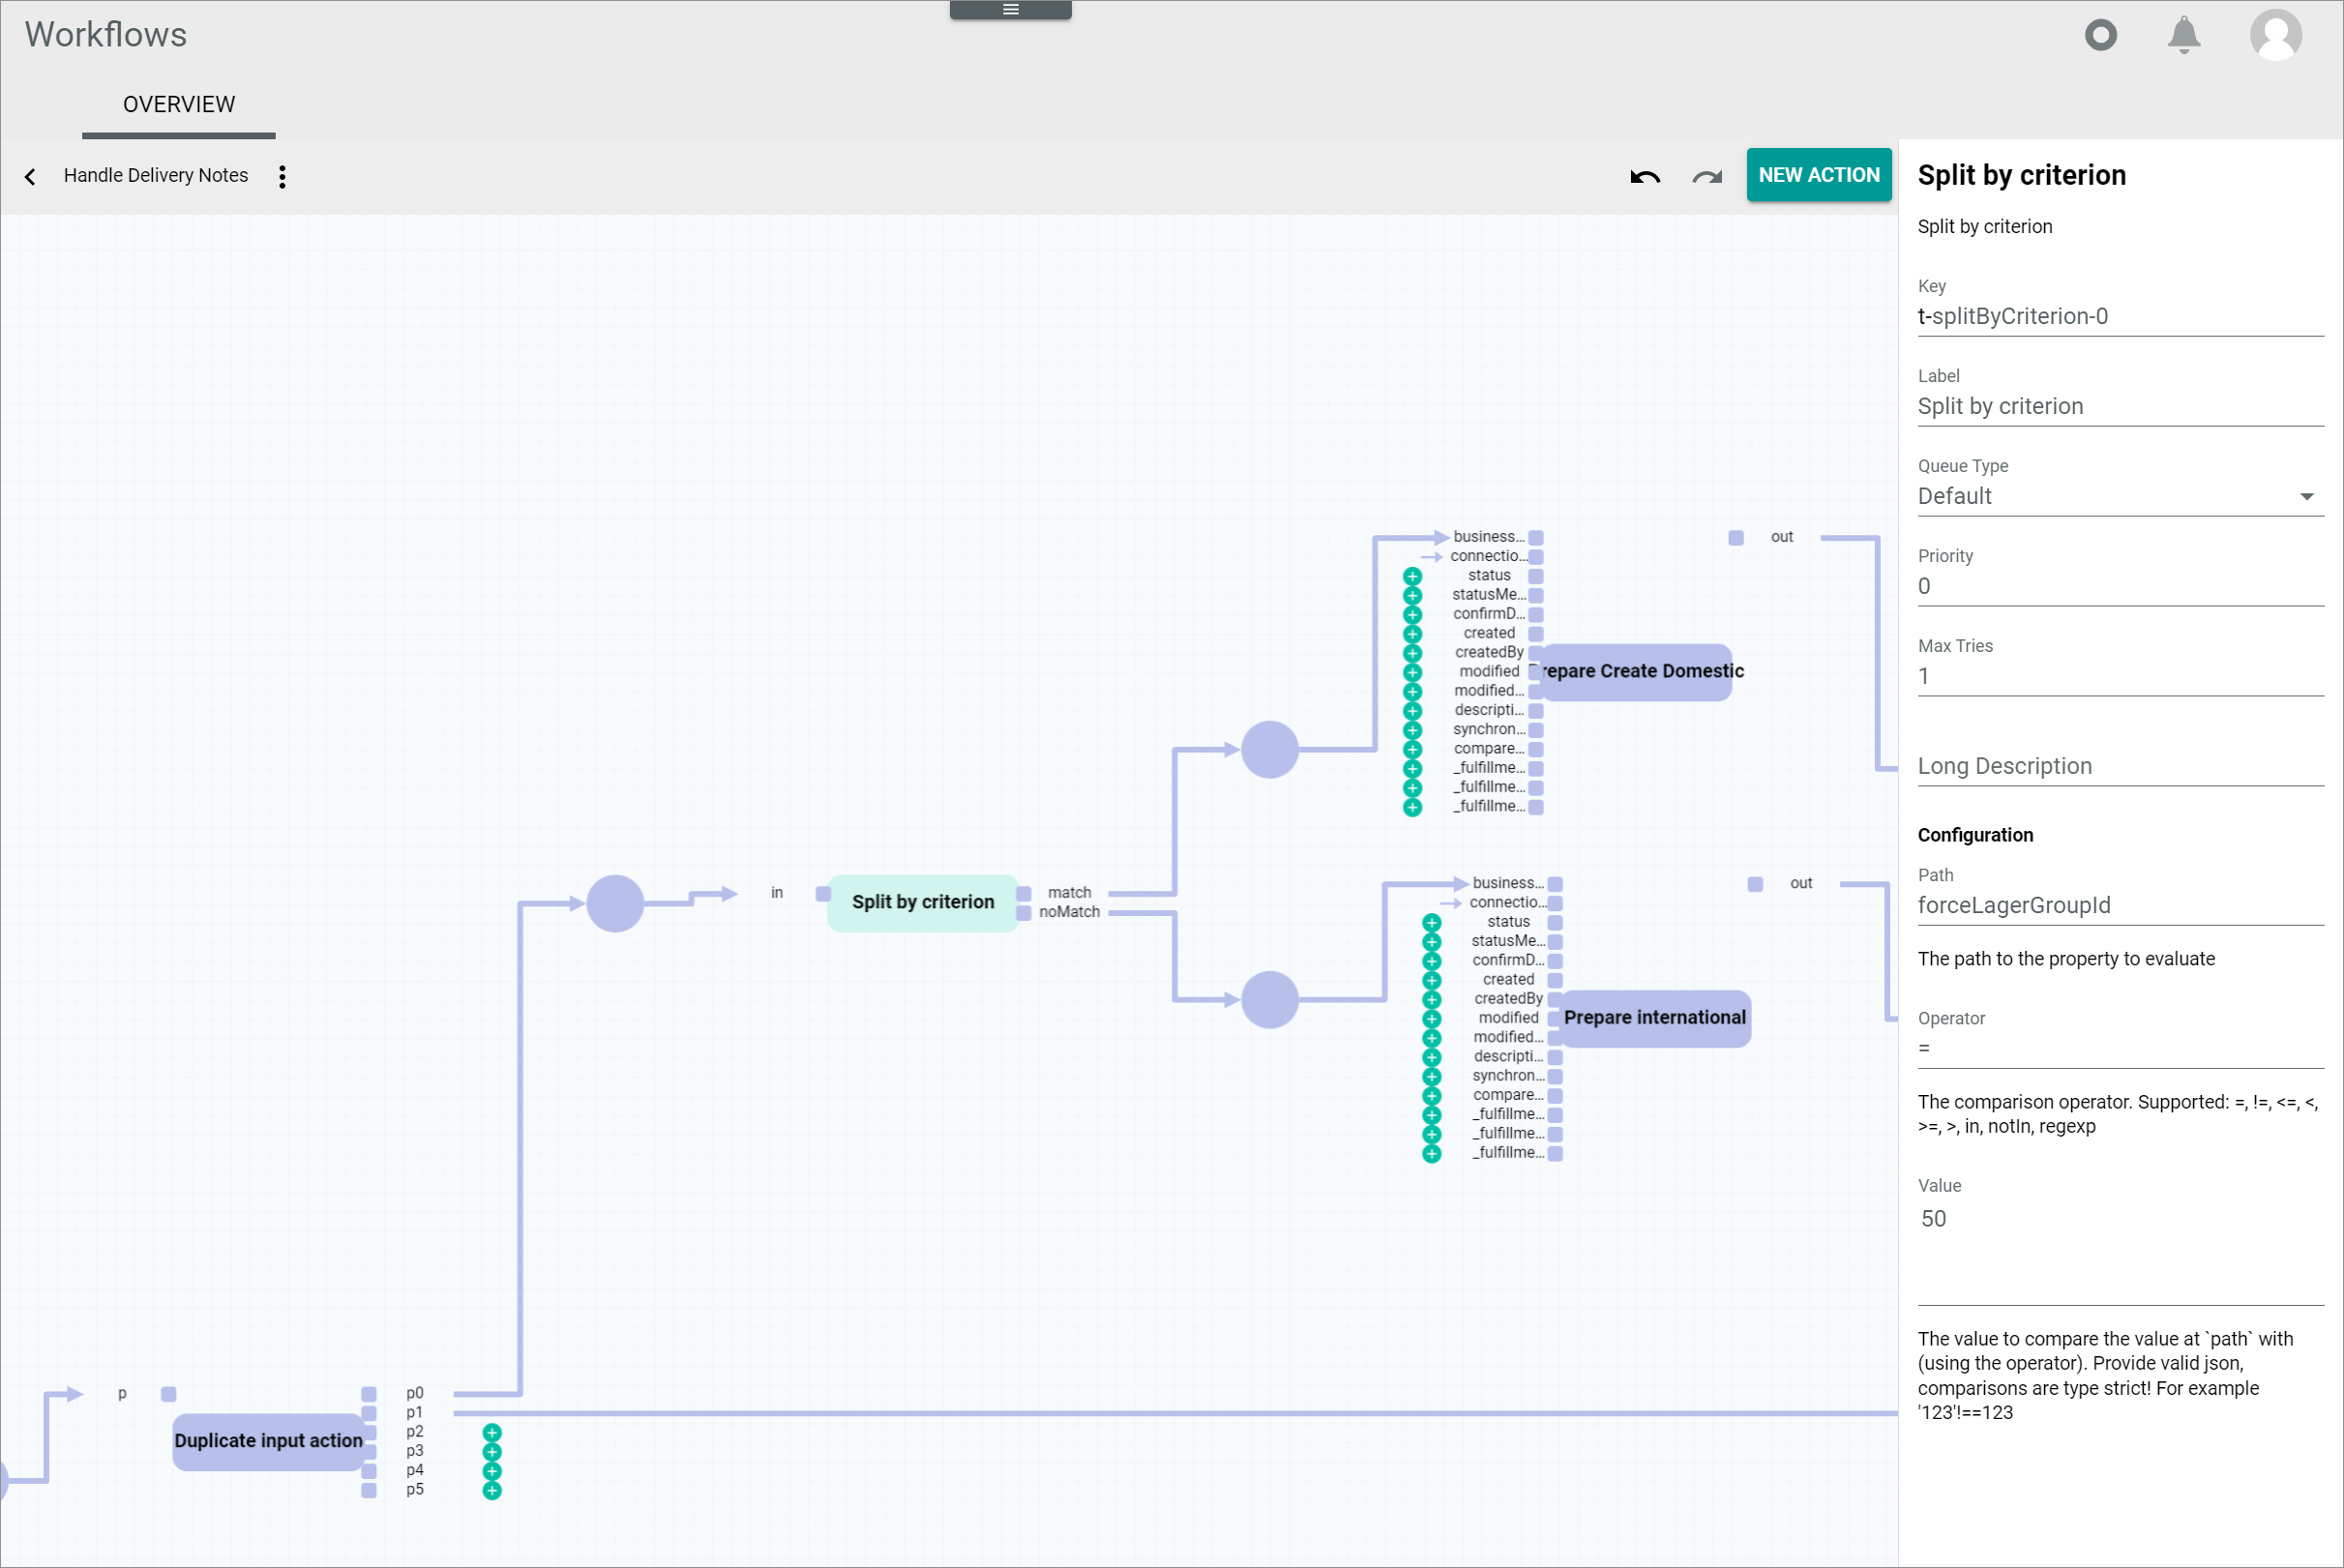 Workflows
OVERVIEW
Handle Delivery Notes
NEW ACTION
business...
connectio...
status
statusMe...
confirmD...
created
createdBy
modified
modified...
descripti...
synchron...
compare...
_fulfillme...
_fulfillme...
_fulfillme...
repare Create Domestic
out
in
Split by criterion
match
noMatch
business...
connectio...
status
statusMe...
confirmD...
created
createdBy
modified
modified...
descripti...
synchron...
compare...
_fulfillme...
_fulfillme...
_fulfillme...
Prepare international
out
p
Duplicate input action
p0
p1
p2
p3
p4
p5
Split by criterion
Split by criterion
Key
t-splitByCriterion-0
Label
Split by criterion
Queue Type
Default
Priority
0
Max Tries
1
Long Description
Configuration
Path
forceLagerGroupId
The path to the property to evaluate
Operator
=
The comparison operator. Supported: =, !=, <=, <,
>=, >, in, notIn, regexp
Value
50
The value to compare the value at `path` with
(using the operator). Provide valid json,
comparisons are type strict! For example
'123'!==123